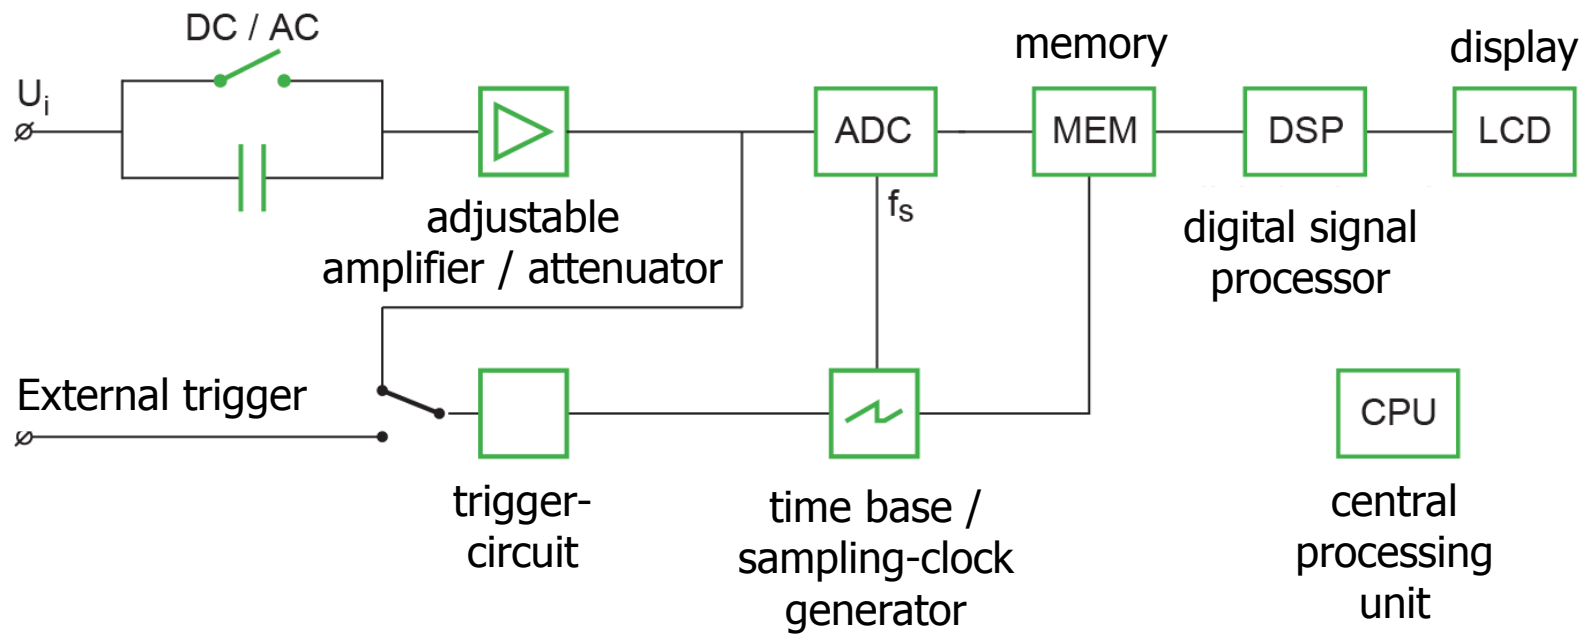 DC / AC
memory
display
Ui
ADC
MEM
DSP
LCD
fs
adjustable
amplifier / attenuator
digital signal
processor
External trigger
CPU
trigger-
circuit
time base /
sampling-clock
generator
central
processing
unit